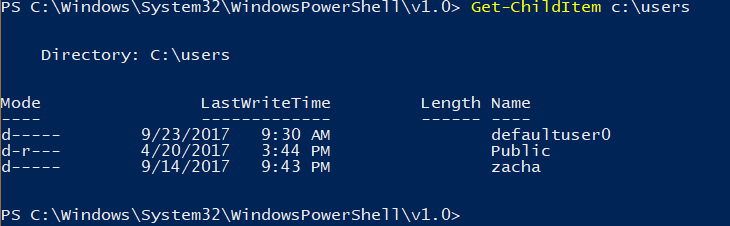 PS C:\Windows\System32\WindowsPowerShell\v1.0> Get-ChildItem c:\users
Directory: C:\users
Mode LastWriteTime Length Name
---- ------------- ------ ----
d----- 9/23/2017 9:30 AM defaultuser0
d-r--- 4/20/2017 3:44 PM Public
d----- 9/14/2017 9:43 PM zacha
PS C:\Windows\System32\WindowsPowerShell\v1.0>